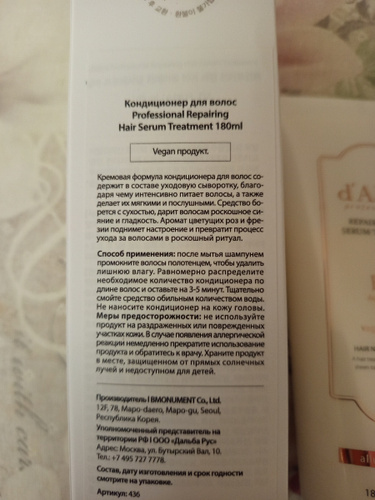 Кондиционер для волос
Professional Repairing
Hair Serum Treatment 180ml
Vegan продукт.
Кремовая формула кондиционера для волос со-
держит в составе уходовую сыворотку, благо-
даря чему интенсивно питает волосы, а также
делает их мягкими и послушными. Средство бо-
рется с сухостью, дарит волосам роскошное си-
яние и гладкость. Аромат цветущих роз и фре-
зии поднимет настроение и превратит процесс
ухода за волосами в роскошный ритуал.
Способ применения: после мытья шампунем
промокните волосы полотенцем, чтобы удалить
лишнюю влагу. Равномерно распределите
необходимое количество кондиционера по
длине волос и оставьте на 3-5 минут. Тщательно
смойте средство обильным количеством воды.
Не наносите кондиционер на кожу головы.
Меры предосторожности: не используйте
продукт на раздраженных или поврежденных
участках кожи. В случае появления аллергической
реакции немедленно прекратите использование
продукта и обратитесь к врачу. Храните продукт
в месте, защищенном от прямых солнечных
лучей и недоступном для детей.
Производитель I BMONUMENT Co., Ltd.
12F, 78, Mapo-daero, Mapo-gu, Seoul,
Республика Корея.
Уполномоченный представитель на
территории РФ I ООО «Дальба Рус»
Адрес: Москва, ул. Бутырский Вал, 10.
Тел.: +7 495 727 7778.
Состав, дату изготовления и срок годности
смотрите на упаковке.
Артикул: 436
d'A